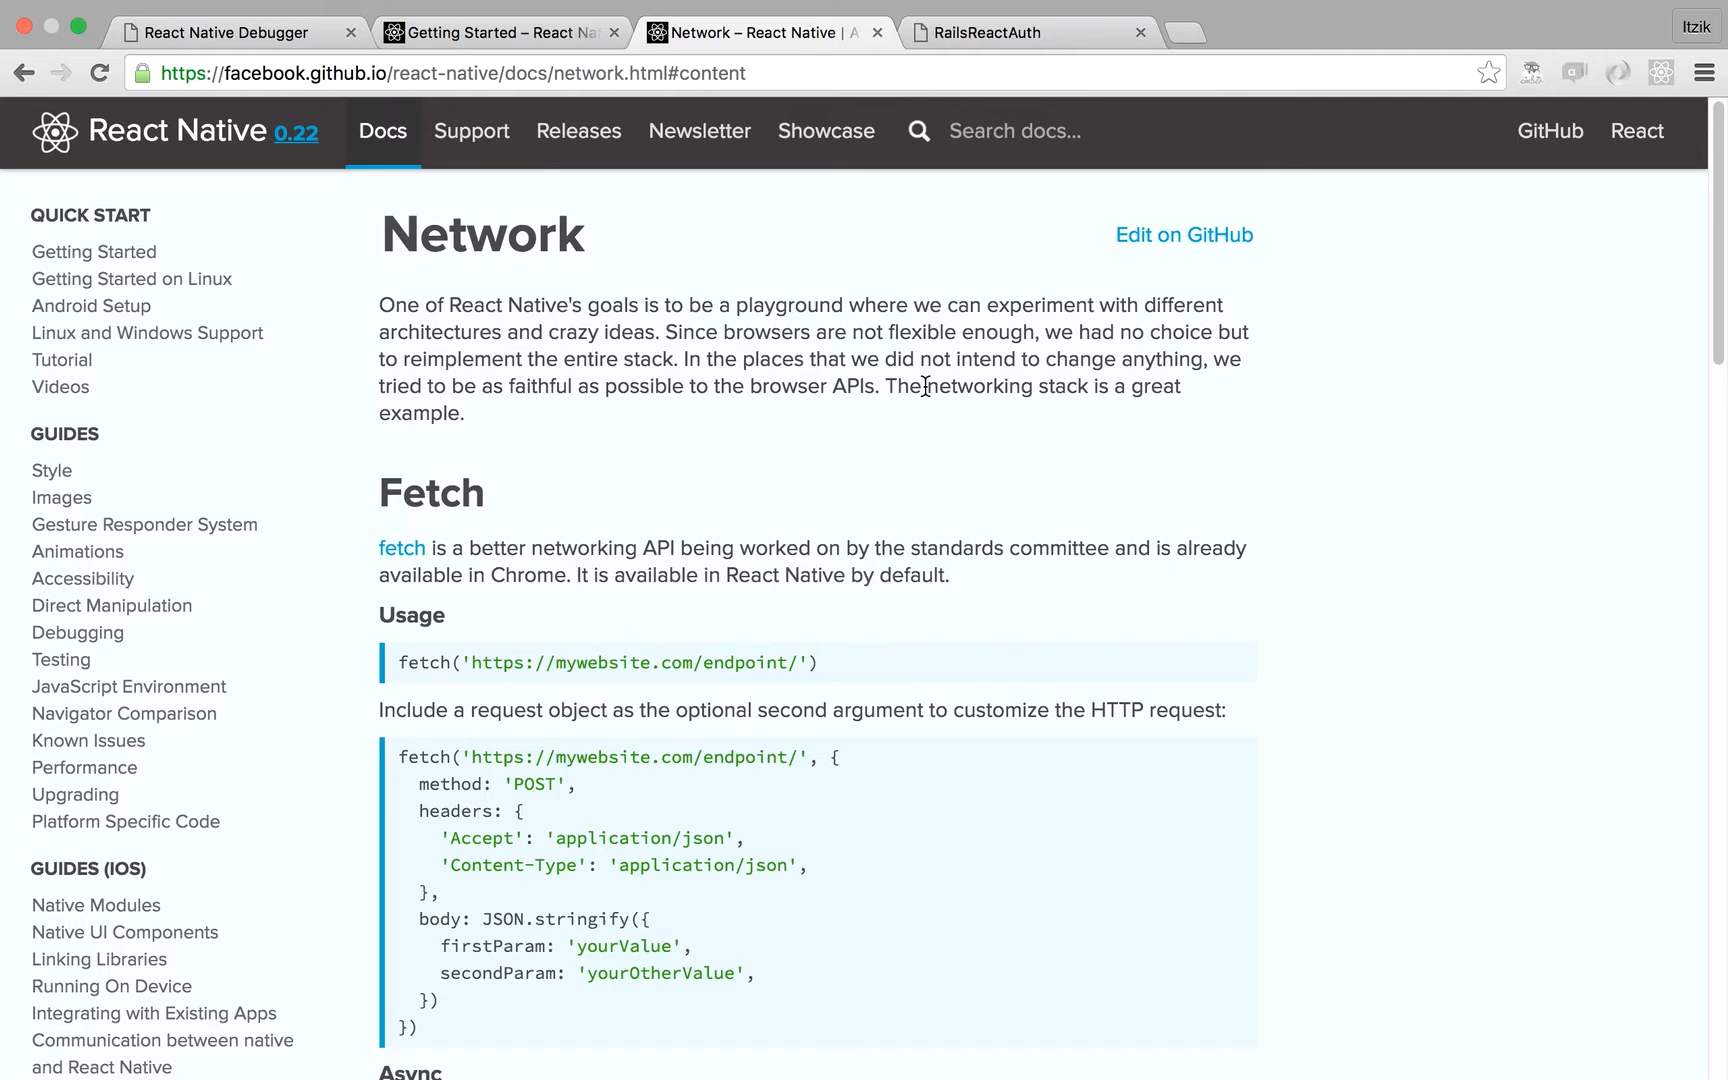 React Native Debugger
Getting Started – React Na
Network – React Native | A
RailsReactAuth
Itzik
https://facebook.github.io/react-native/docs/network.html#content
React Native 0.22
Docs
Support
Releases
Newsletter
Showcase
Search docs...
GitHub
React
QUICK START
Getting Started
Getting Started on Linux
Android Setup
Linux and Windows Support
Tutorial
Videos
GUIDES
Style
Images
Gesture Responder System
Animations
Accessibility
Direct Manipulation
Debugging
Testing
JavaScript Environment
Navigator Comparison
Known Issues
Performance
Upgrading
Platform Specific Code
GUIDES (IOS)
Native Modules
Native UI Components
Linking Libraries
Running On Device
Integrating with Existing Apps
Communication between native
and React Native
Network
Edit on GitHub
One of React Native's goals is to be a playground where we can experiment with different
architectures and crazy ideas. Since browsers are not flexible enough, we had no choice but
to reimplement the entire stack. In the places that we did not intend to change anything, we
tried to be as faithful as possible to the browser APIs. The networking stack is a great
example.
Fetch
fetch is a better networking API being worked on by the standards committee and is already
available in Chrome. It is available in React Native by default.
Usage
fetch('https://mywebsite.com/endpoint/')
Include a request object as the optional second argument to customize the HTTP request:
fetch('https://mywebsite.com/endpoint/', {
  method: 'POST',
  headers: {
    'Accept': 'application/json',
    'Content-Type': 'application/json',
  },
  body: JSON.stringify({
    firstParam: 'yourValue',
    secondParam: 'yourOtherValue',
  })
})
Async